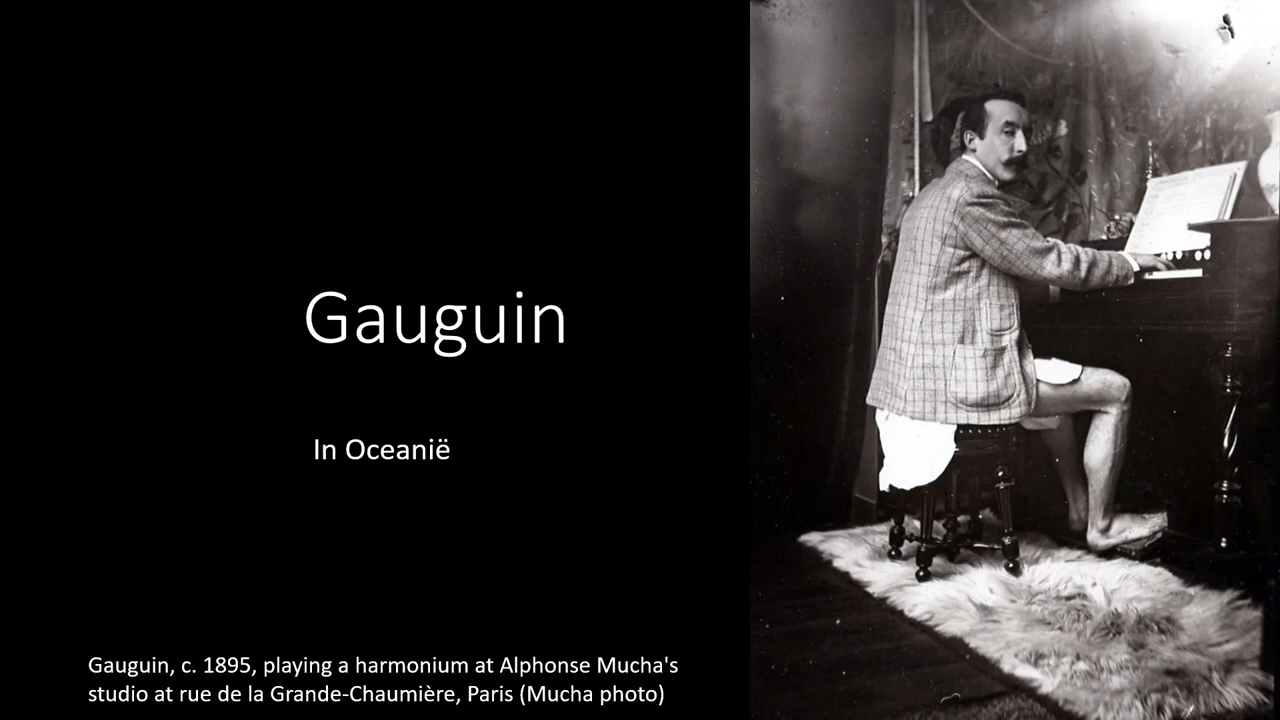 Gauguin
In Oceanië
Gauguin, c. 1895, playing a harmonium at Alphonse Mucha's
studio at rue de la Grande-Chaumière, Paris (Mucha photo)